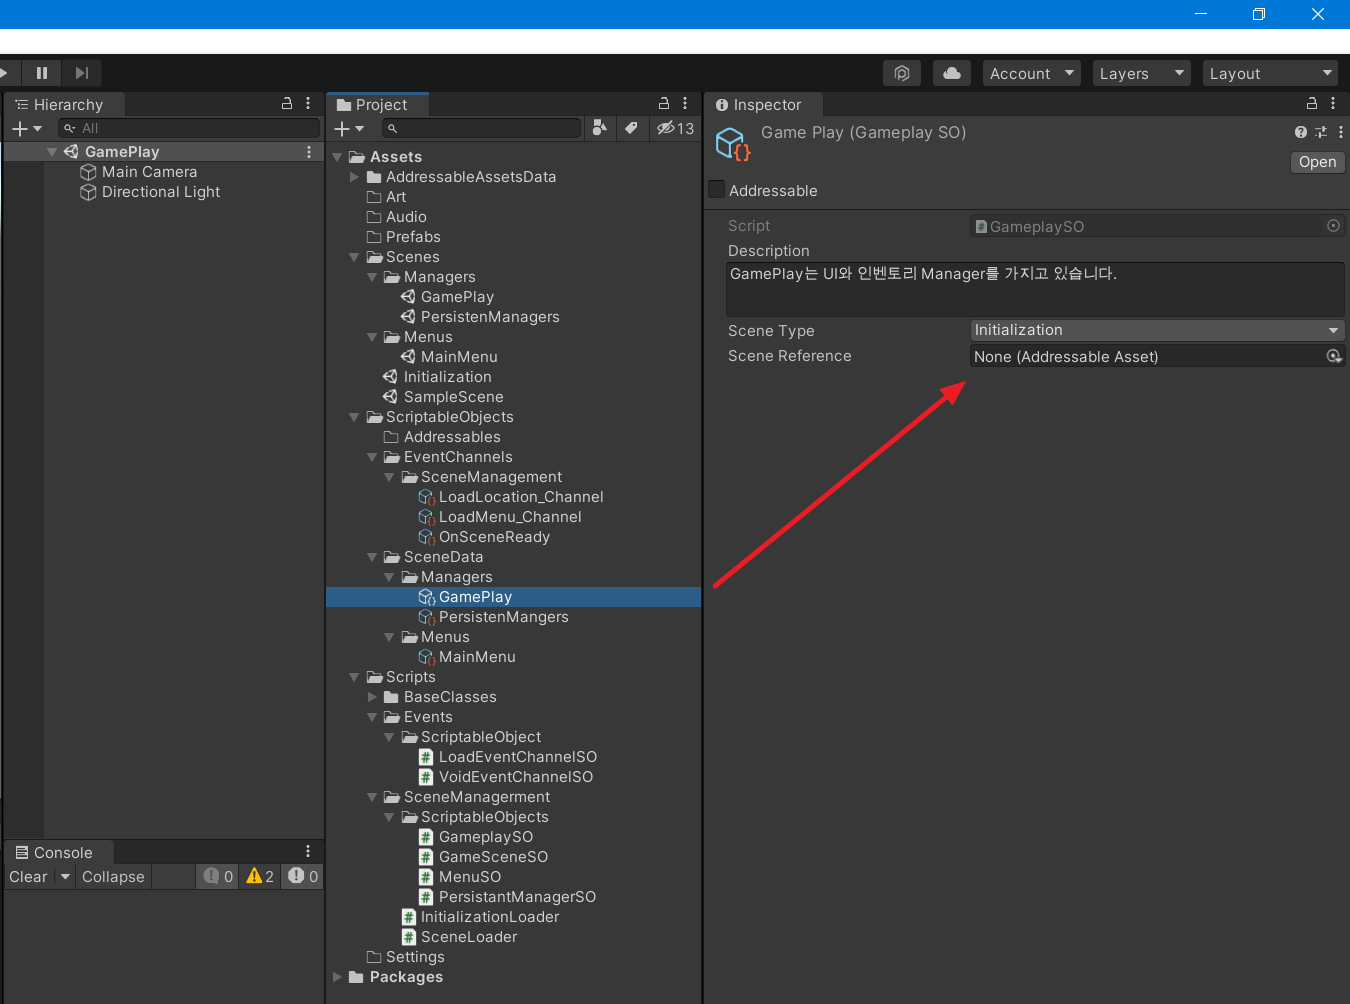 Account
Layers
Layout
Hierarchy
All
GamePlay
Main Camera
Directional Light
Console
Clear
Collapse
0
2
0
Project
13
Assets
AddressableAssetsData
Art
Audio
Prefabs
Scenes
Managers
GamePlay
PersistenManagers
Menus
MainMenu
Initialization
SampleScene
ScriptableObjects
Addressables
EventChannels
SceneManagement
LoadLocation_Channel
LoadMenu_Channel
OnSceneReady
SceneData
Managers
GamePlay
PersistenMangers
Menus
MainMenu
Scripts
BaseClasses
Events
ScriptableObject
LoadEventChannelSO
VoidEventChannelSO
SceneManagerment
ScriptableObjects
GameplaySO
GameSceneSO
MenuSO
PersistantManagerSO
InitializationLoader
SceneLoader
Settings
Packages
Inspector
Game Play (Gameplay SO)
Open
Addressable
Script GameplaySO
Description
GamePlay는 UI와 인벤토리 Manager를 가지고 있습니다.
Scene Type Initialization
Scene Reference None (Addressable Asset)